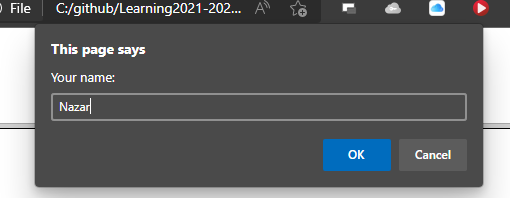 File C:/github/Learning2021-202...
This page says
Your name:
Nazar
OK Cancel